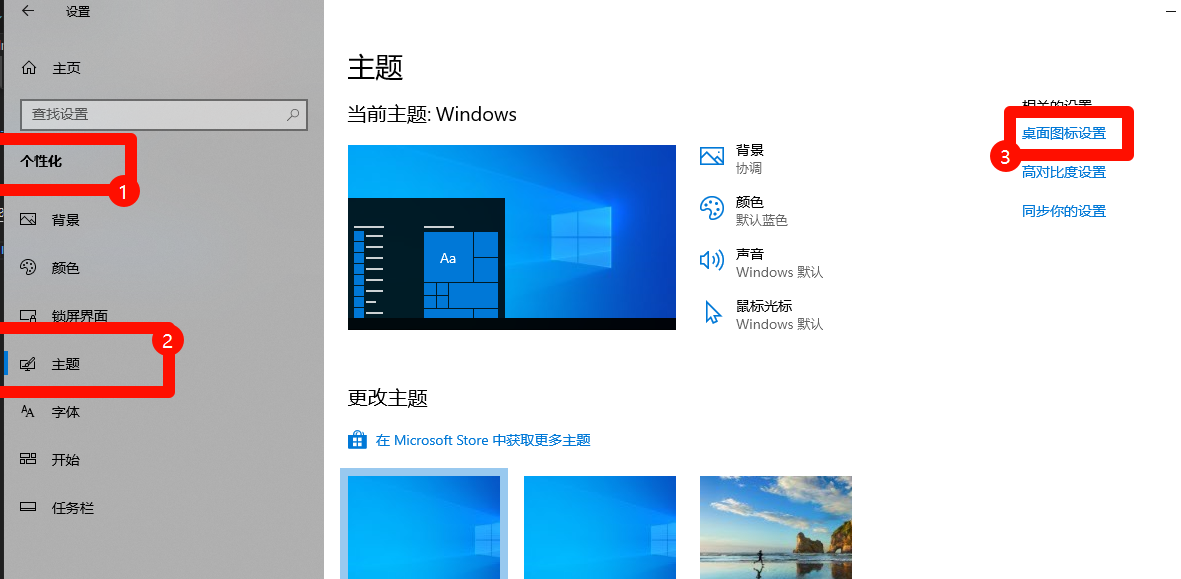 设置
主页
查找设置
个性化
1
背景
颜色
锁屏界面
2
主题
字体
开始
任务栏
主题
当前主题: Windows
Aa
背景
协调
颜色
默认蓝色
声音
Windows 默认
鼠标光标
Windows 默认
更改主题
在 Microsoft Store 中获取更多主题
相关的设置
桌面图标设置
3
高对比度设置
同步你的设置